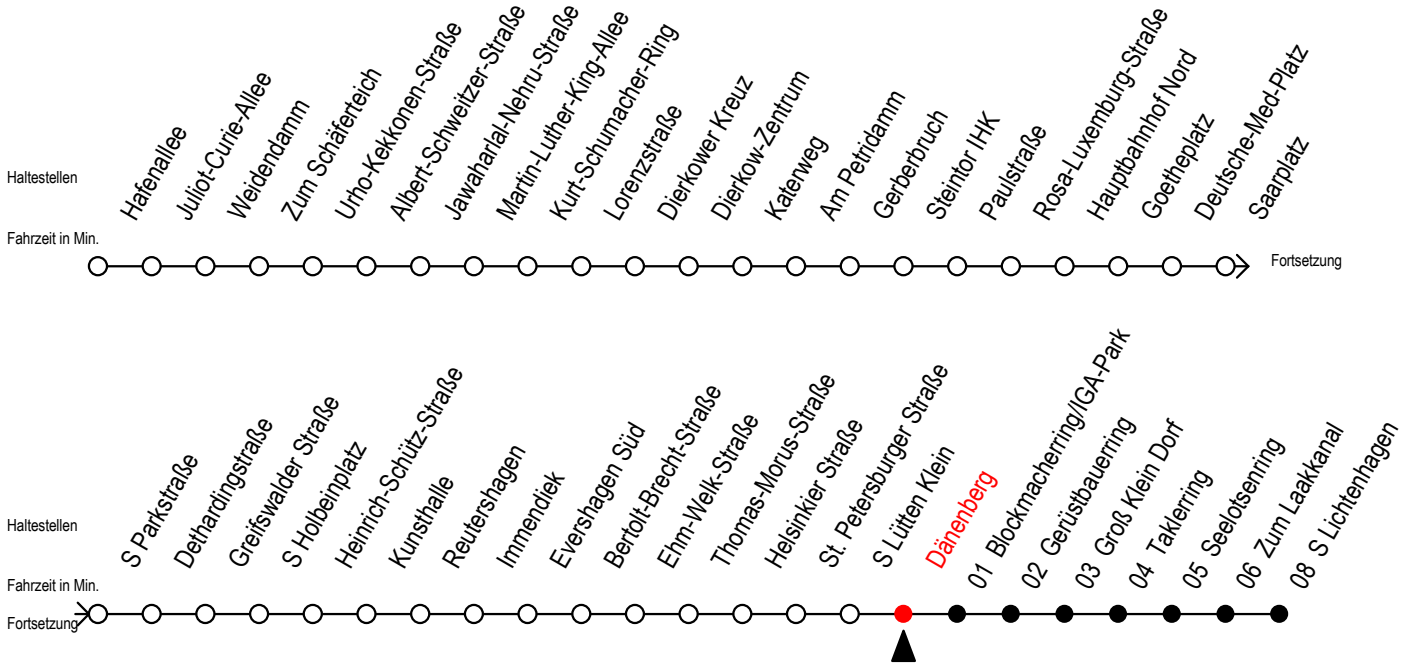 Haltestellen
Hafenallee
Juliot-Curie-Allee
Weidendamm
Zum Schäferteich
Urho-Kekkonen-Straße
Albert-Schweitzer-Straße
Jawaharlal-Nehru-Straße
Martin-Luther-King-Allee
Kurt-Schumacher-Ring
Lorenzstraße
Dierkower Kreuz
Dierkow-Zentrum
Katerweg
Am Petridamm
Gerberbruch
Steintor IHK
Paulstraße
Rosa-Luxemburg-Straße
Hauptbahnhof Nord
Goetheplatz
Deutsche-Med-Platz
Saarplatz
Fahrzeit in Min.
Fortsetzung
Haltestellen
S Parkstraße
Dethardingstraße
Greifswalder Straße
S Holbeinplatz
Heinrich-Schütz-Straße
Kunsthalle
Reutershagen
Immendiek
Evershagen Süd
Bertolt-Brecht-Straße
Ehm-Welk-Straße
Thomas-Morus-Straße
Helsinkier Straße
St. Petersburger Straße
S Lütten Klein
Dänenberg
01 Blockmacherring/IGA-Park
02 Gerüstbauerring
03 Groß Klein Dorf
04 Taklerring
05 Seelotsenring
06 Zum Laakkanal
08 S Lichtenhagen
Fahrzeit in Min.
Fortsetzung